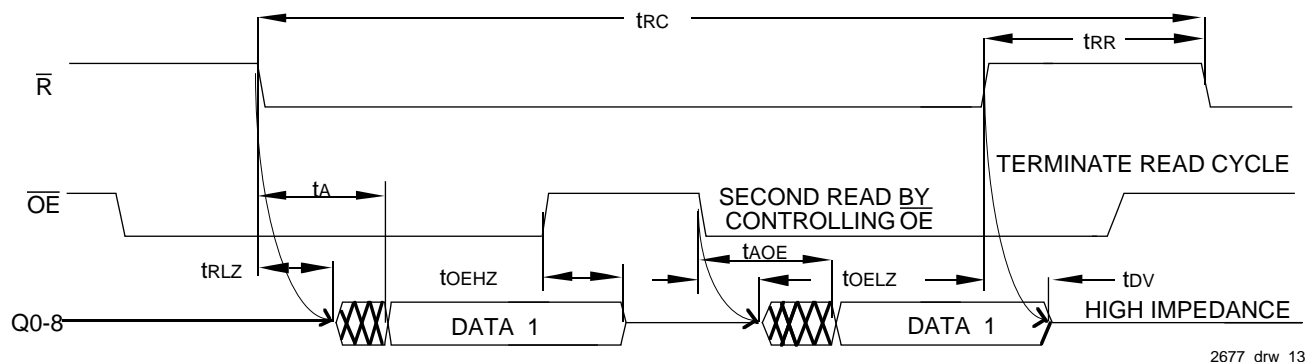 tRC
tRR
R
TERMINATE READ CYCLE
OE
tA
SECOND READ BY
CONTROLLING OE
tAOE
tRLZ
tOEHZ
tOELZ
tDV
Q0-8
DATA 1
DATA 1
HIGH IMPEDANCE
2677 drw 13